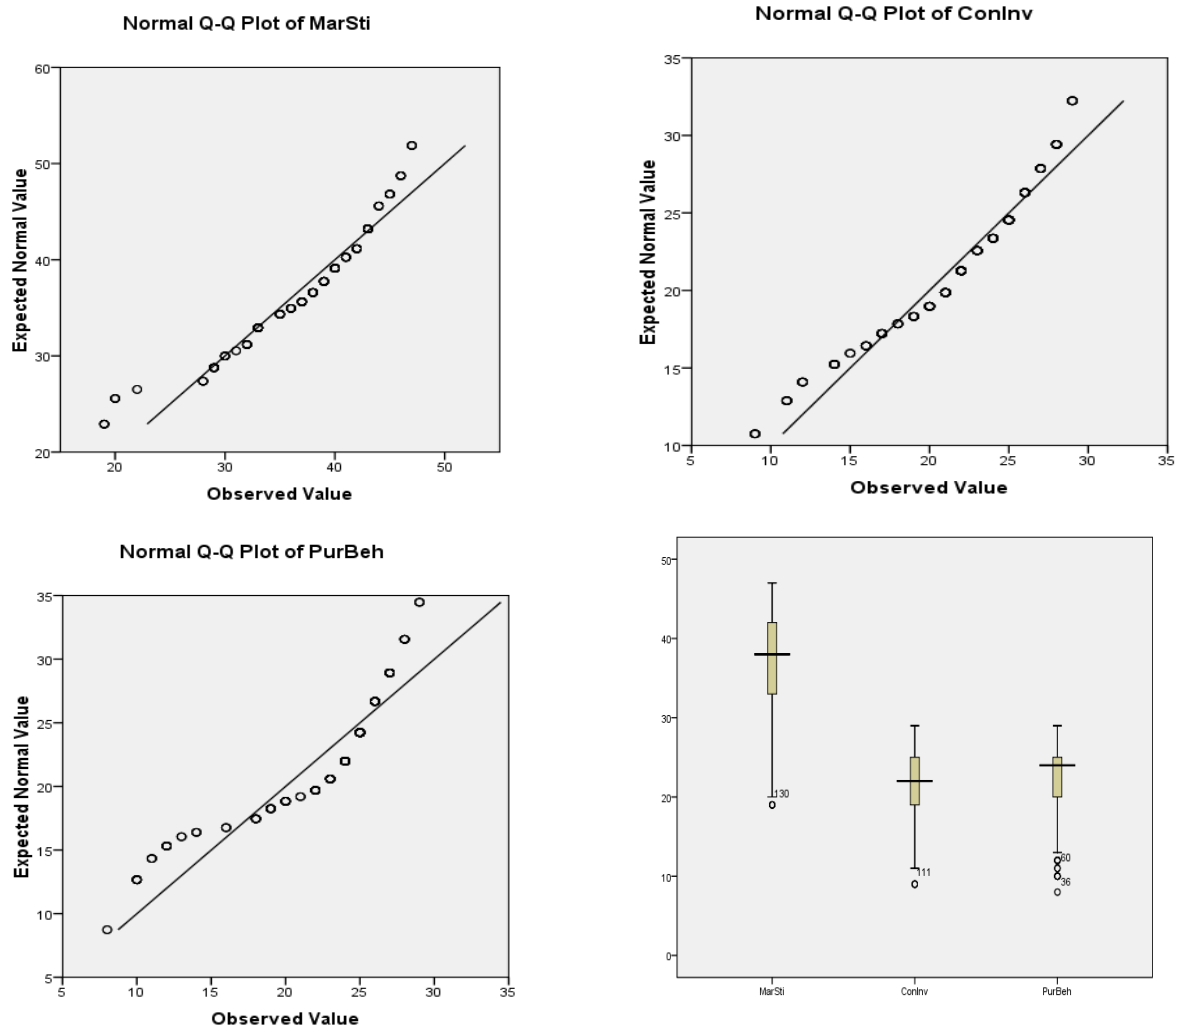 Normal Q-Q Plot of MarSti
60
50
40
30
20
20 30 40 50
Expected Normal Value
Observed Value
Normal Q-Q Plot of ConInv
35
30
25
20
15
10
5 10 15 20 25 30 35
Expected Normal Value
Observed Value
Normal Q-Q Plot of PurBeh
35
30
25
20
15
10
5
5 10 15 20 25 30 35
Expected Normal Value
Observed Value
50
40
30
20
10
0
130
111
60
36
MarSti ConInv PurBeh